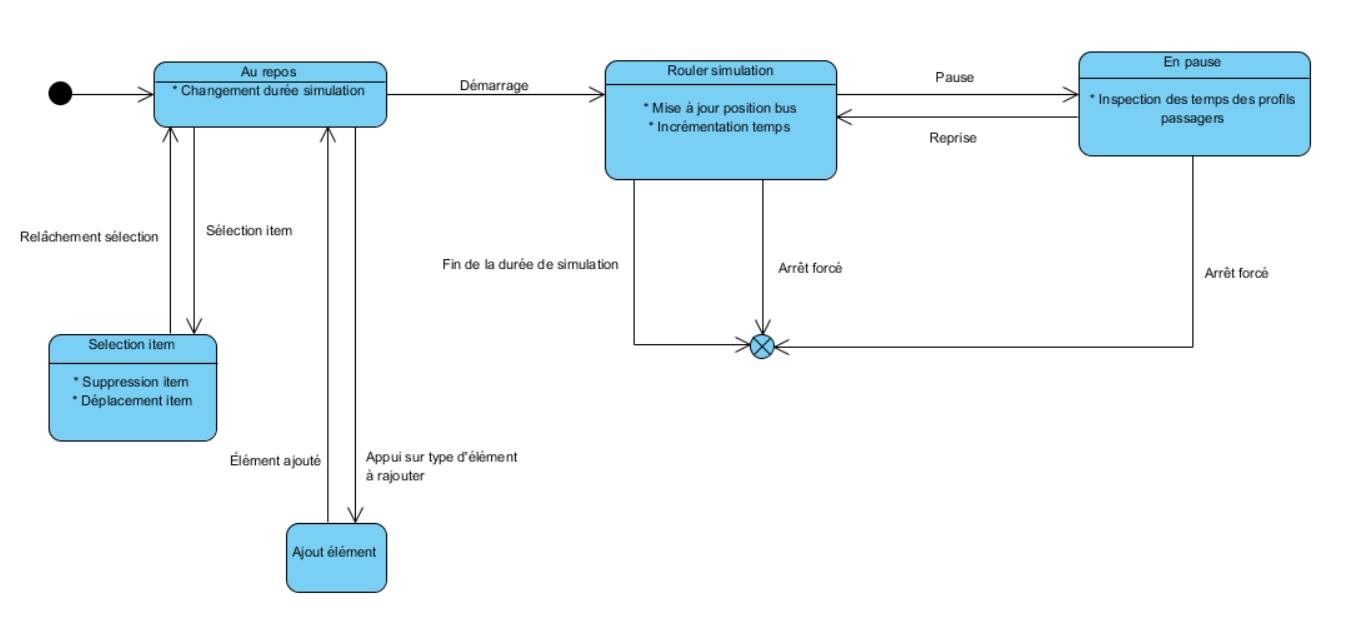 Au repos
* Changement durée simulation
Démarrage
Rouler simulation
* Mise à jour position bus
* Incrémentation temps
Pause
Reprise
En pause
* Inspection des temps des profils
passagers
Relâchement sélection
Sélection item
Fin de la durée de simulation
Arrêt forcé
Arrêt forcé
Selection item
* Suppression item
* Déplacement item
Élément ajouté
Appui sur type d'élément
à rajouter
Ajout élément